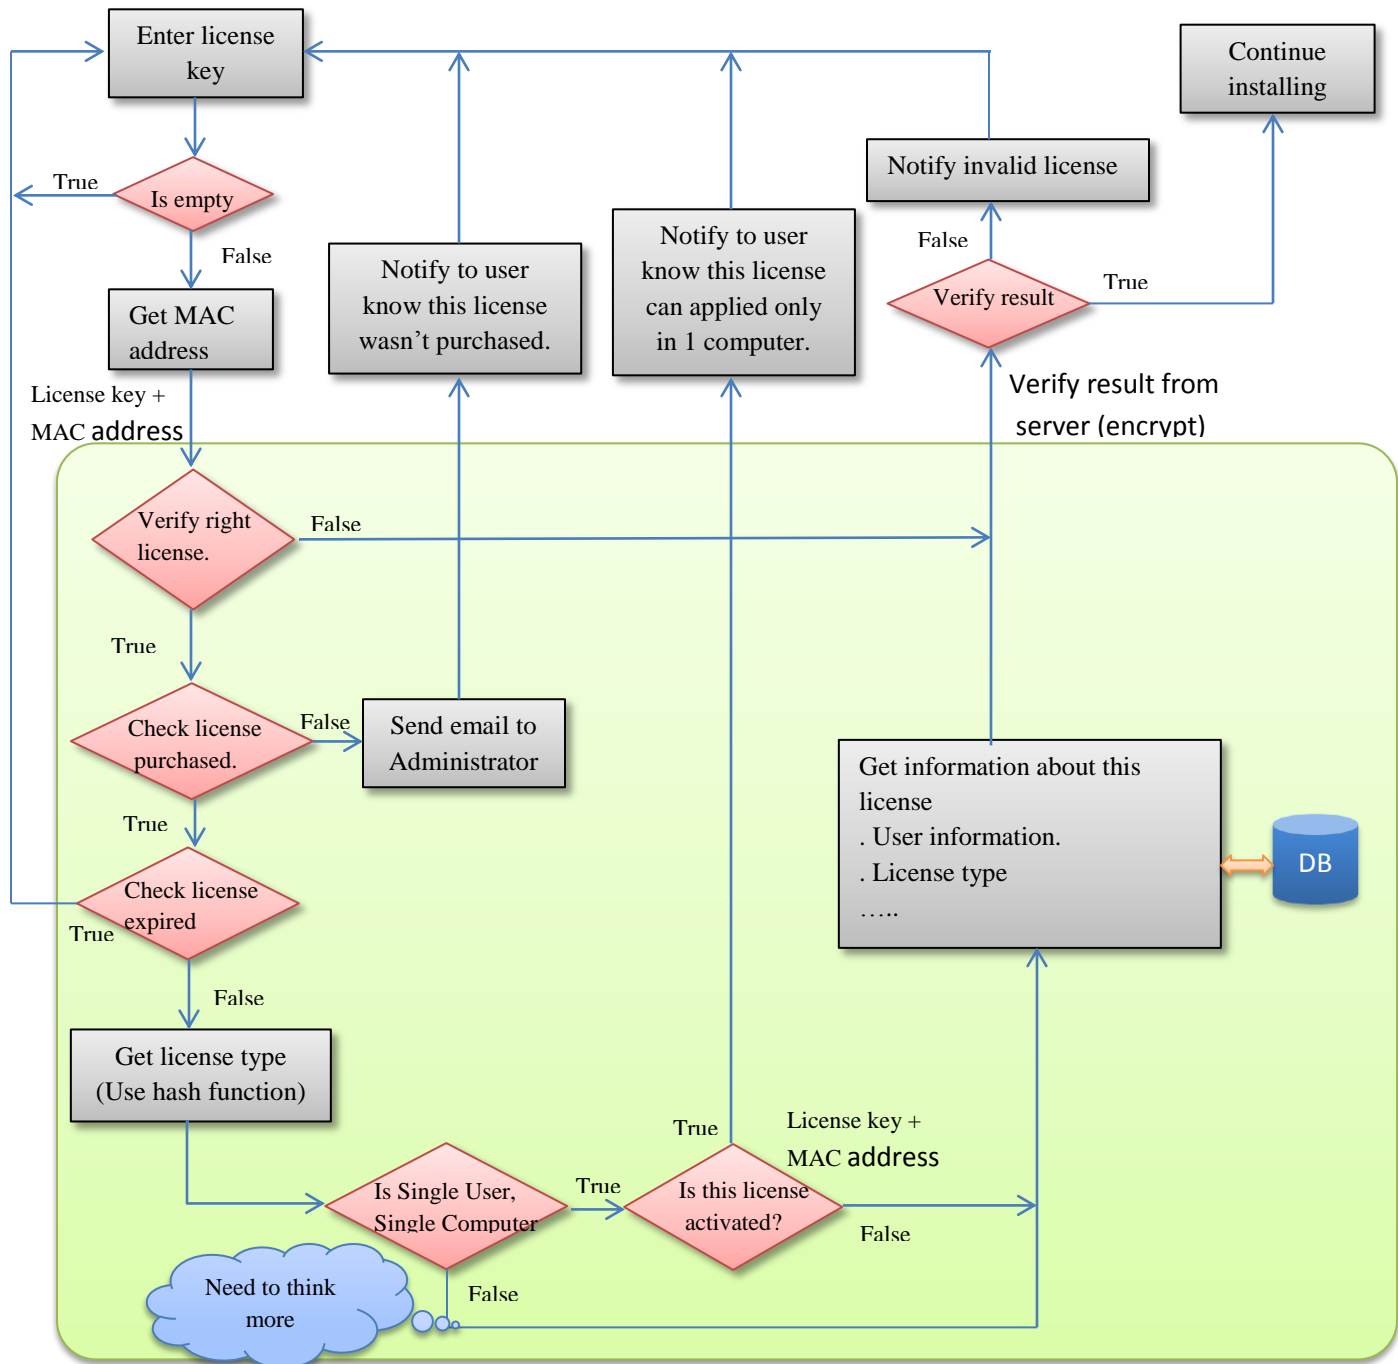 Enter license
key
Continue
installing
True
Is empty
Notify invalid license
False
False
Notify to user
know this license
wasn’t purchased.
Notify to user
know this license
can applied only
in 1 computer.
Verify result
True
Get MAC
address
License key +
MAC address
Verify result from
server (encrypt)
Verify right
license.
False
True
Check license
purchased.
False
Send email to
Administrator
Get information about this
license
. User information.
. License type
…..
DB
True
Check license
expired
True
False
Get license type
(Use hash function)
True
License key +
MAC address
Is Single User,
Single Computer
True
Is this license
activated?
False
False
Need to think
more